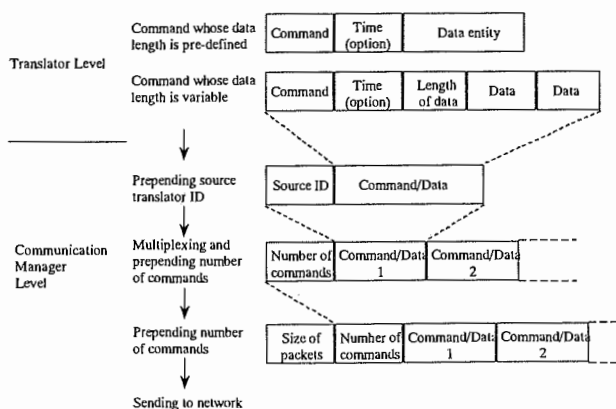 Command whose data
length is pre-defined
Command
Time
(option)
Data entity
Translator Level
Command whose data
length is variable
Command
Time
(option)
Length
of data
Data
Data
Prepending source
translator ID
Source ID
Command/Data
Communication
Manager
Level
Multiplexing and
prepending number
of commands
Number of
commands
Command/Data
1
Command/Data
2
Prepending number
of commands
Size of
packets
Number of
commands
Command/Data
1
Command/Data
2
Sending to network